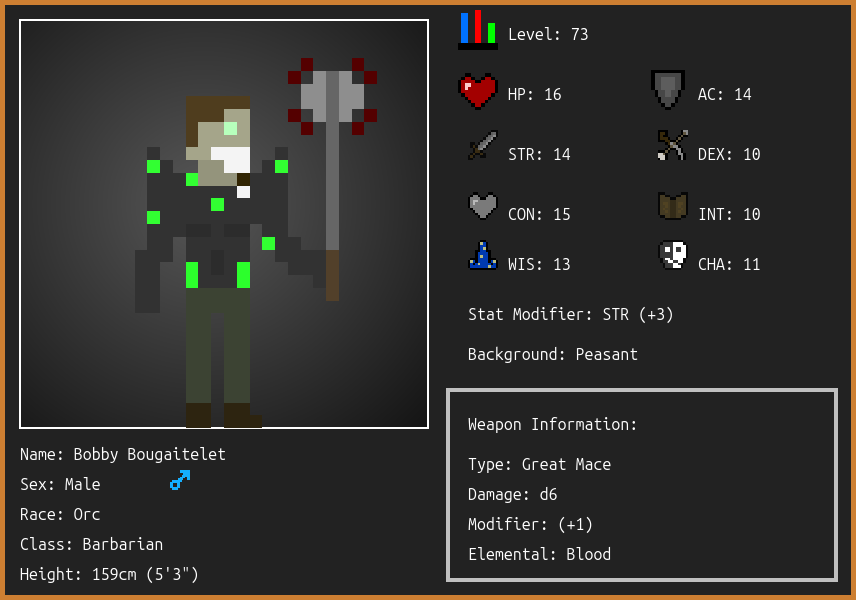 Level: 73
HP: 16
AC: 14
STR: 14
DEX: 10
CON: 15
INT: 10
WIS: 13
CHA: 11
Stat Modifier: STR (+3)
Background: Peasant
Weapon Information:
Type: Great Mace
Damage: d6
Modifier: (+1)
Elemental: Blood
Name: Bobby Bougaitelet
Sex: Male
Race: Orc
Class: Barbarian
Height: 159cm (5'3")